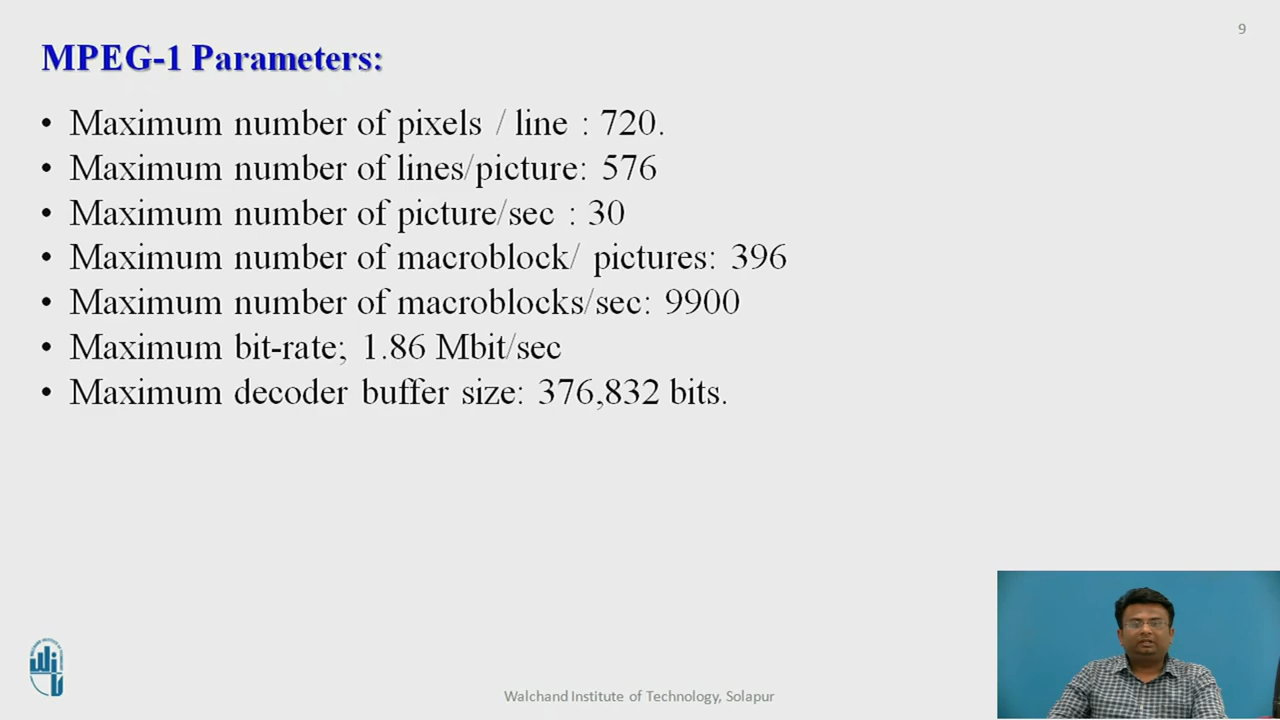 9
MPEG-1 Parameters:
• Maximum number of pixels / line : 720.
• Maximum number of lines/picture: 576
• Maximum number of picture/sec : 30
• Maximum number of macroblock/ pictures: 396
• Maximum number of macroblocks/sec: 9900
• Maximum bit-rate; 1.86 Mbit/sec
• Maximum decoder buffer size: 376,832 bits.
Walchand Institute of Technology, Solapur